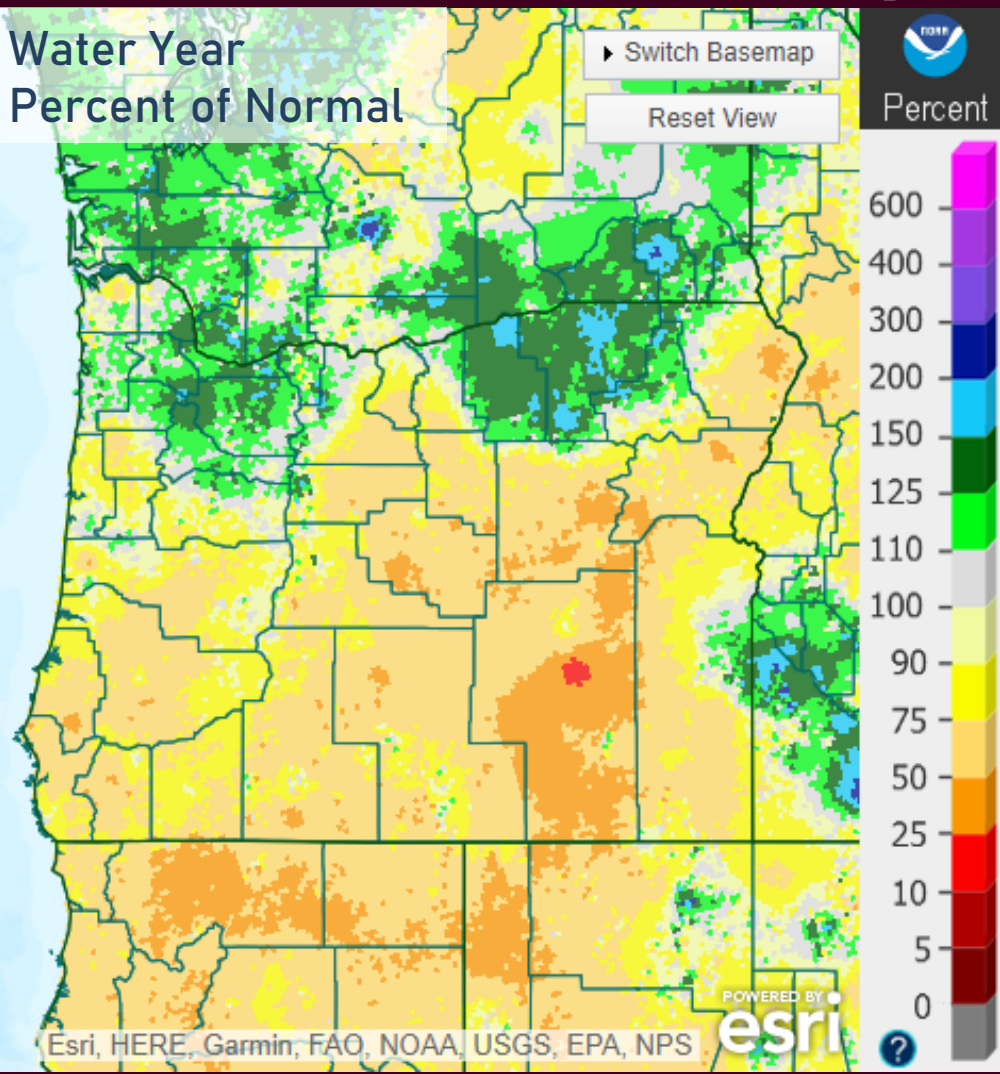 Water Year
Percent of Normal
Switch Basemap
Reset View
NOAA
Percent
600
400
300
200
150
125
110
100
90
75
50
25
10
5
0
POWERED BY
esri
Esri, HERE, Garmin, FAO, NOAA, USGS, EPA, NPS
?